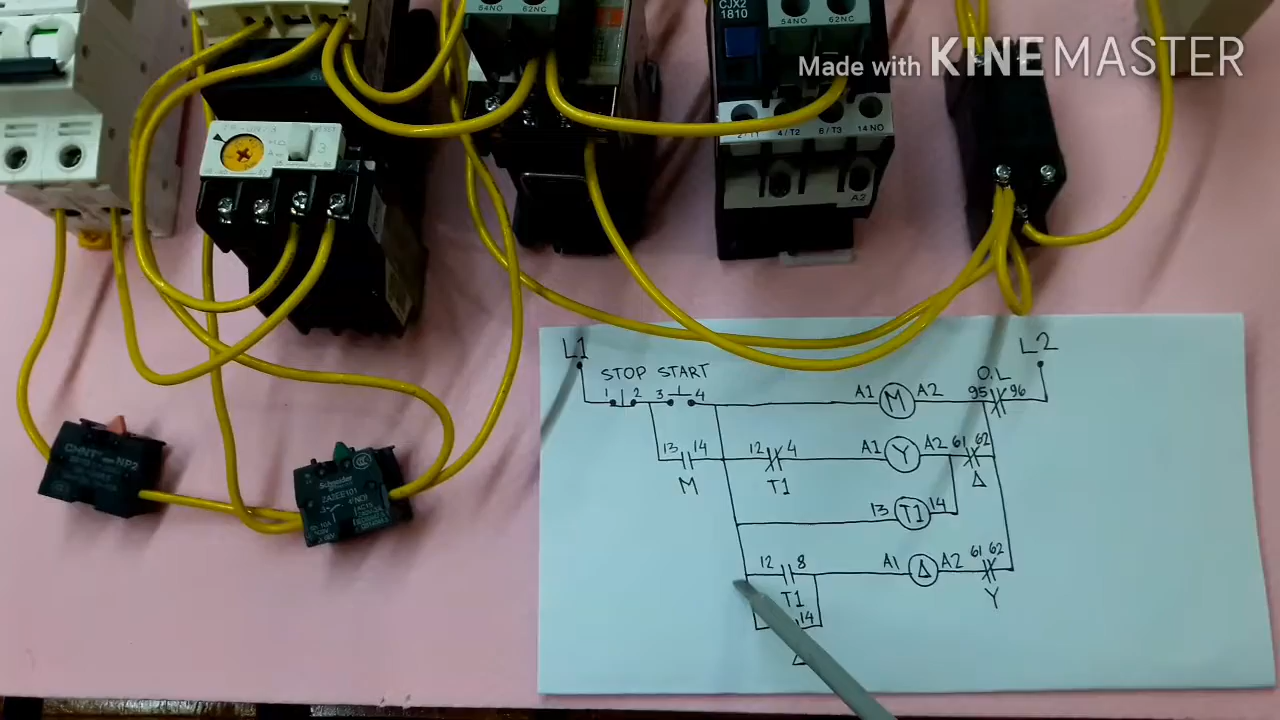 54NO 62NC
CJX2
1810
54NO 62NC
Made with KINEMASTER
RESET
2/T1 4/T2 6/T3 14 NO
A2
L1 L2
STOP START O.L
1 2 3 4 A1 M A2 95 96
13 14 12 4 A1 Y A2 61 62
M T1 Δ
13 T1 14
12 8 A1 Δ A2 61 62
T1 Y
14
Δ
CHNT NP2
Schneider